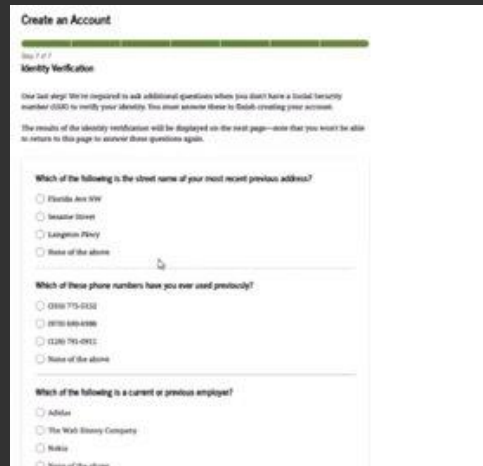 Create an Account
Step 7 of 7
Identity Verification
One last step! We're required to ask additional questions when you don't have a Social Security
number (SSN) to verify your identity. You must answer these to finish creating your account.
The results of the identity verification will be displayed on the next page—note that you won't be able
to return to this page to answer these questions again.
Which of the following is the street name of your most recent previous address?
Florida Ave NW
Sesame Street
Langston Pkwy
None of the above
Which of these phone numbers have you ever used previously?
None of the above
Which of the following is a current or previous employer?
Adidas
The Walt Disney Company
Nokia
None of the above